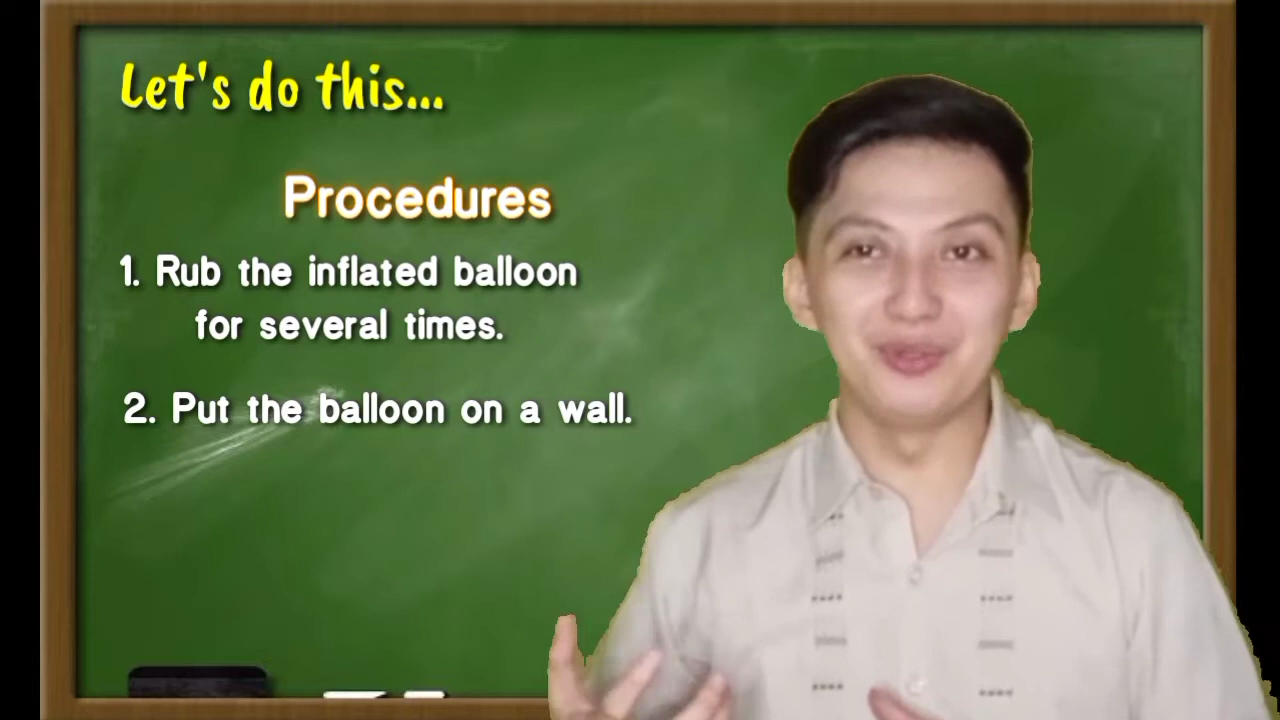 Let's do this...
Procedures
1. Rub the inflated balloon
for several times.
2. Put the balloon on a wall.